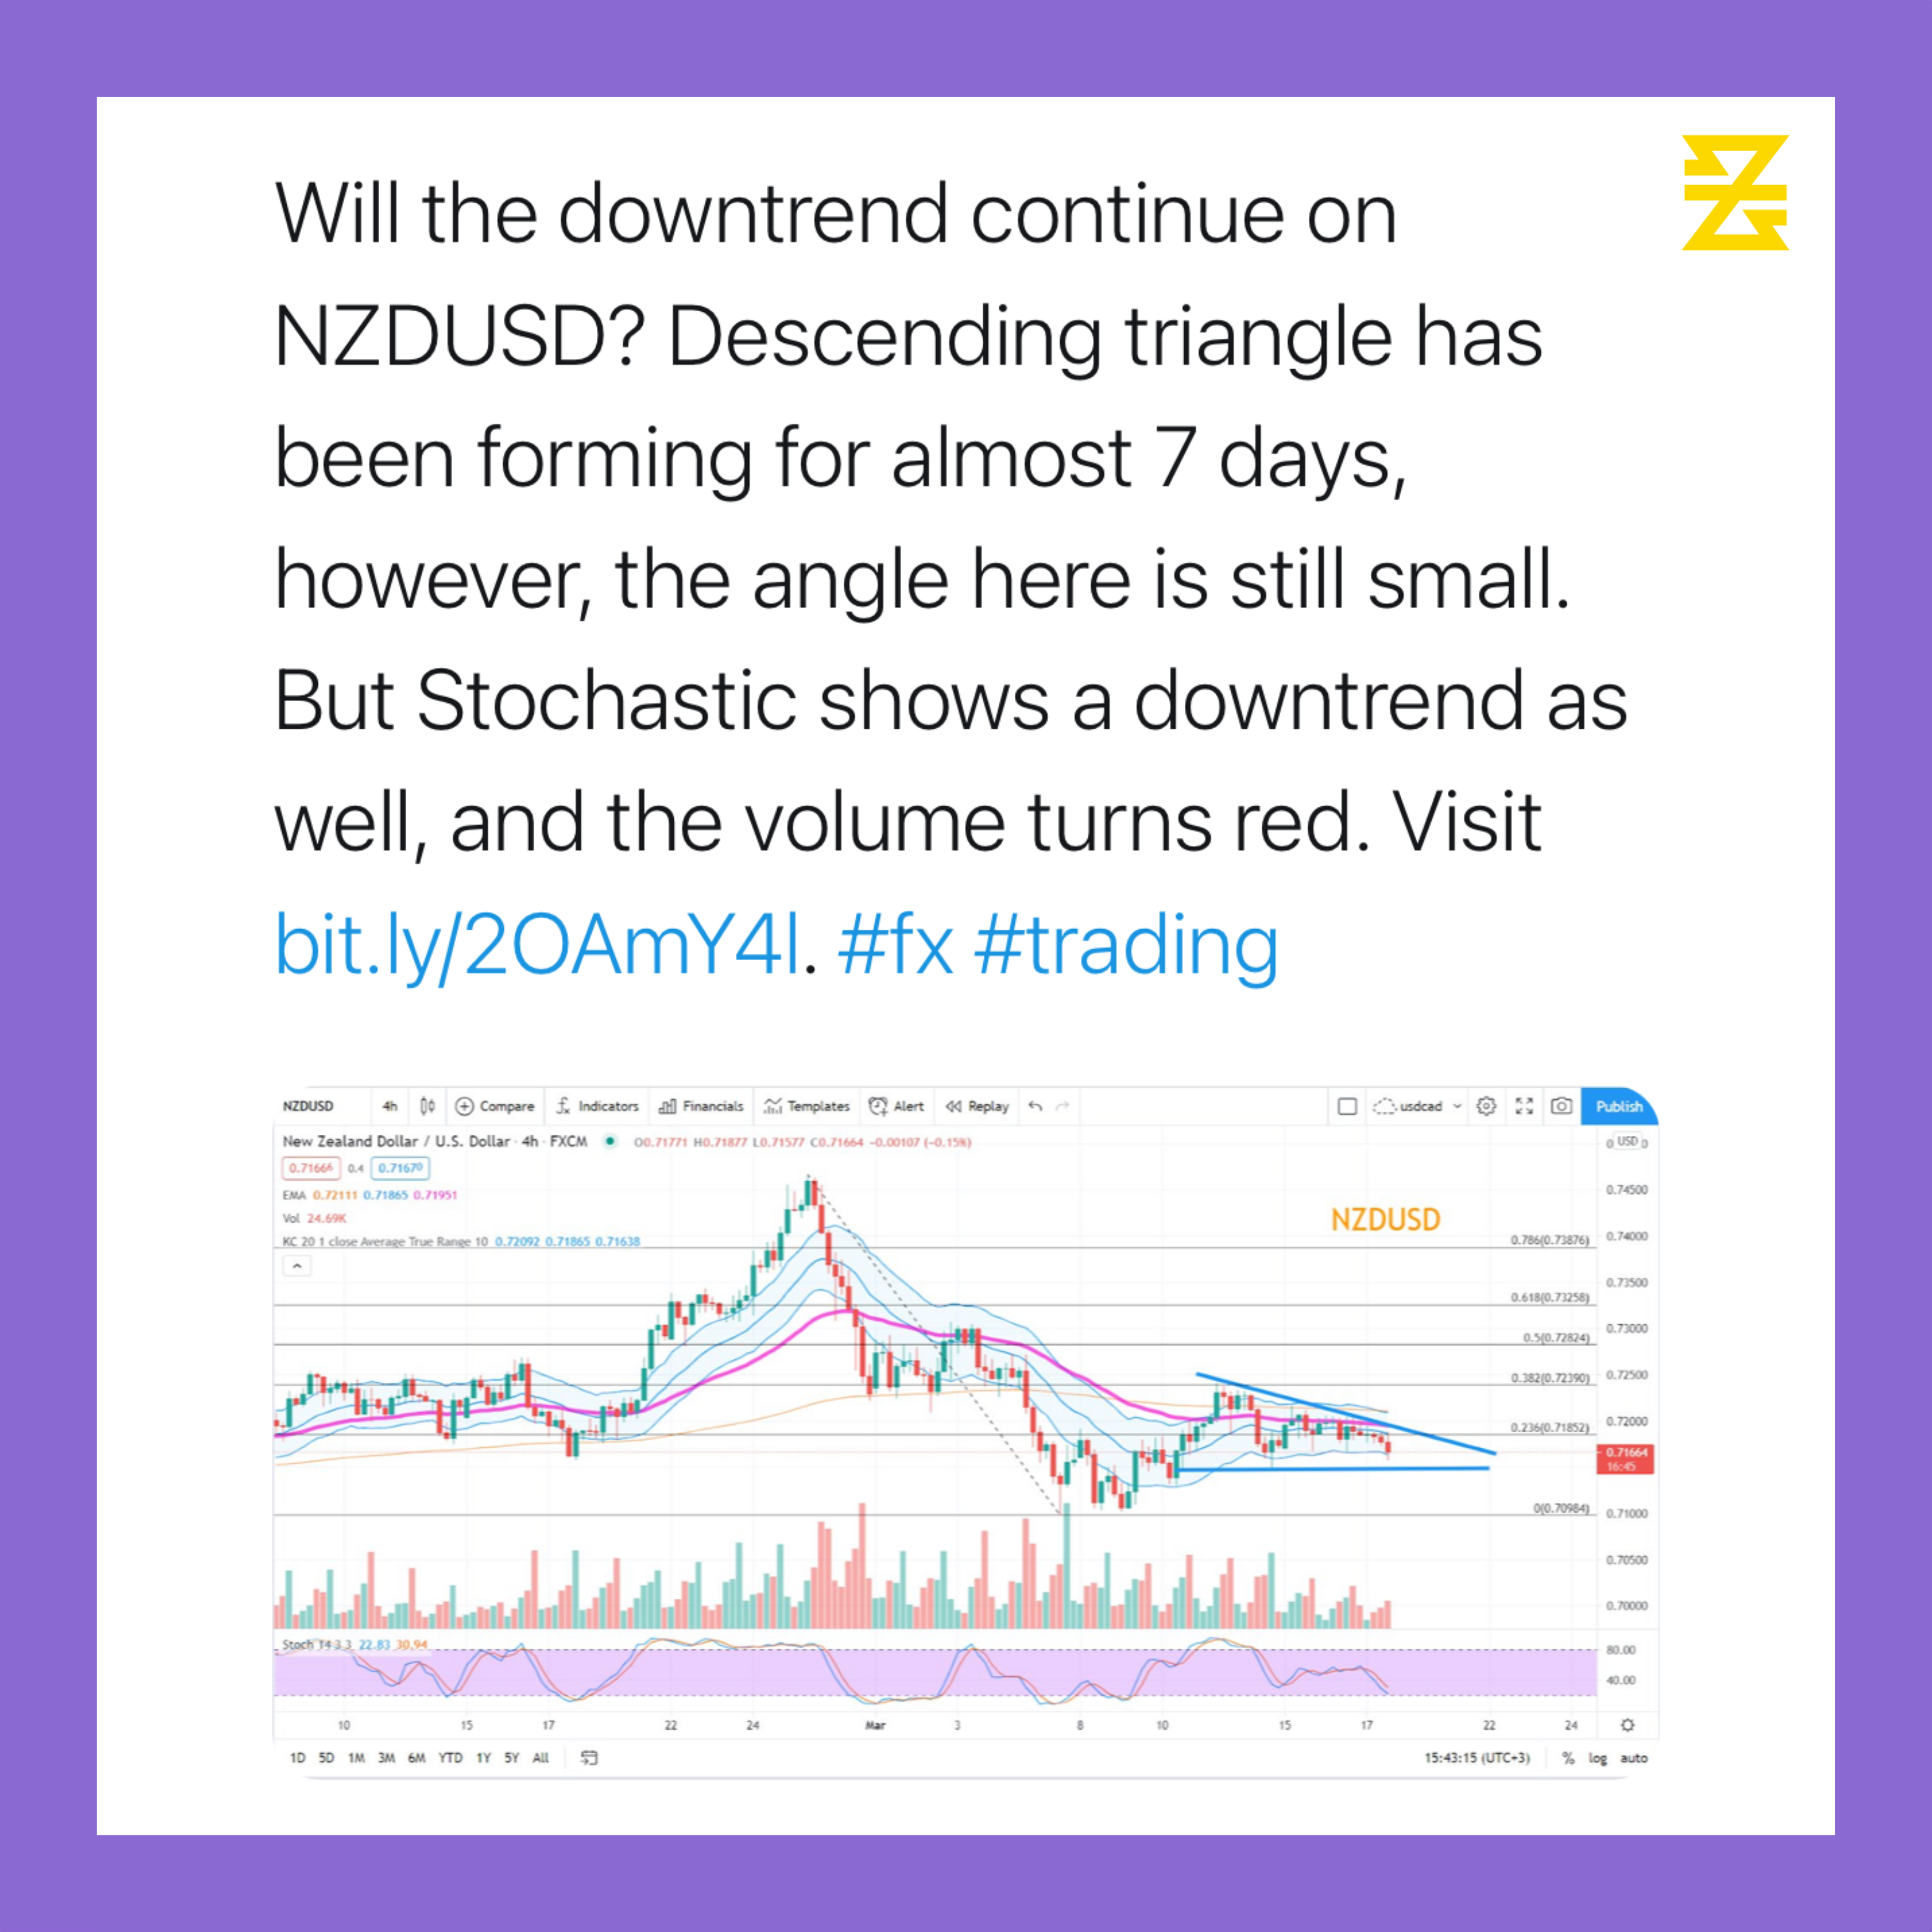 Will the downtrend continue on
NZDUSD? Descending triangle has
been forming for almost 7 days,
however, the angle here is still small.
But Stochastic shows a downtrend as
well, and the volume turns red. Visit
bit.ly/2OAmY4l. #fx #trading
NZDUSD 4h Compare Indicators Financials Templates Alert Replay usdcad Publish
New Zealand Dollar / U.S. Dollar · 4h · FXCM O0.71771 H0.71877 L0.71577 C0.71664 −0.00107 (−0.15%)
USD
0.71666 0.4 0.71670
EMA 0.72111 0.71865 0.71951
Vol 24.69K
KC 20 1 close Average True Range 10 0.72092 0.71865 0.71638
NZDUSD
0.786(0.73876)
0.618(0.73258)
0.5(0.72824)
0.382(0.72390)
0.236(0.71852)
0(0.70984)
0.74500
0.74000
0.73500
0.73000
0.72500
0.72000
0.71664
16:45
0.71000
0.70500
0.70000
Stoch 14 3 3 22.83 30.94
80.00
40.00
10 15 17 22 24 Mar 3 8 10 15 17 22 24
1D 5D 1M 3M 6M YTD 1Y 5Y All 15:43:15 (UTC+3) % log auto